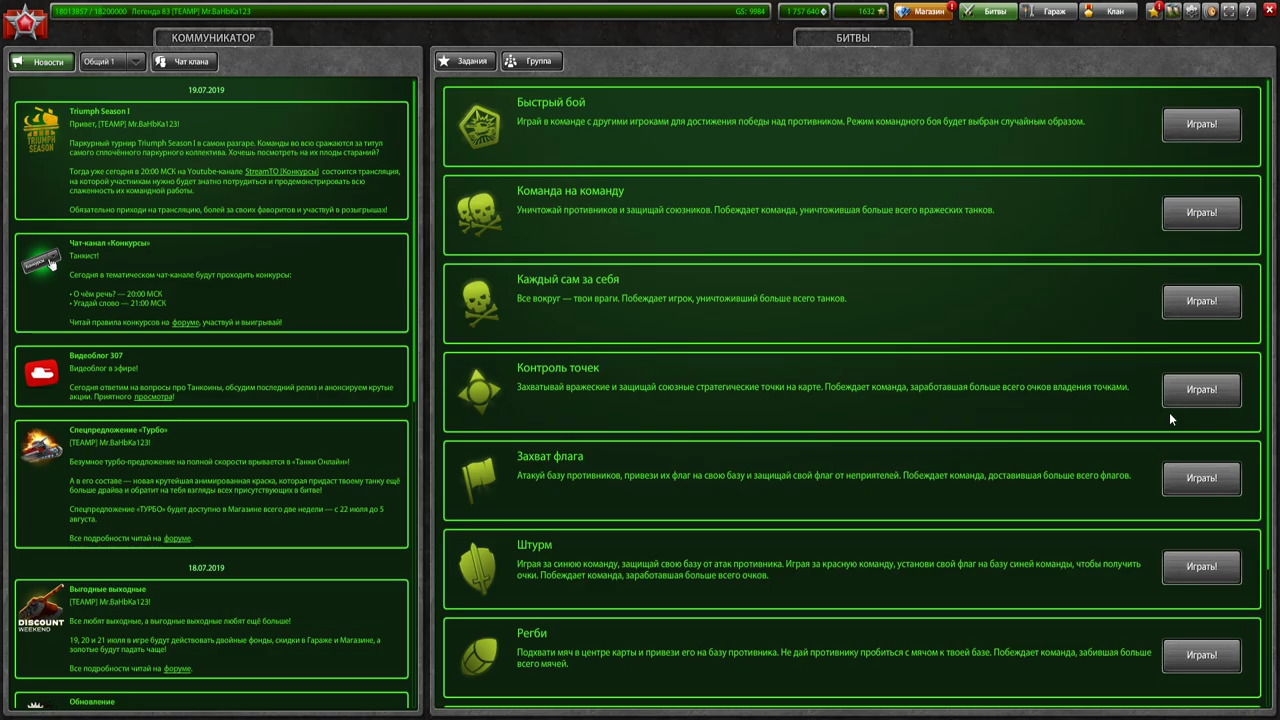 18013857 / 18200000 Легенда 83 [TEAMP] Mr.BaHbKa123
GS: 9984
1 757 640
1632
Магазин
Битвы
Гараж
Клан
КОММУНИКАТОР
БИТВЫ
Новости
Общий 1
Чат клана
19.07.2019
Triumph Season I
Привет, [TEAMP] Mr.BaHbKa123!
Паркурный турнир Triumph Season I в самом разгаре. Команды во всю сражаются за титул
самого сплочённого паркурного коллектива. Хочешь посмотреть на их плоды стараний?
Тогда уже сегодня в 20:00 МСК на Youtube-канале StreamTO [Конкурсы] состоится трансляция,
на которой участникам нужно будет знатно потрудиться и продемонстрировать всю
слаженность их командной работы.
Обязательно приходи на трансляцию, болей за своих фаворитов и участвуй в розыгрышах!
TRIUMPH
SEASON
Чат-канал «Конкурсы»
Танкист!
Сегодня в тематическом чат-канале будут проходить конкурсы:
• О чём речь? — 20:00 МСК
• Угадай слово — 21:00 МСК
Читай правила конкурсов на форуме, участвуй и выигрывай!
Конкурсы
Видеоблог 307
Видеоблог в эфире!
Сегодня ответим на вопросы про Танкоины, обсудим последний релиз и анонсируем крутые
акции. Приятного просмотра!
Спецпредложение «Турбо»
[TEAMP] Mr.BaHbKa123!
Безумное турбо-предложение на полной скорости врывается в «Танки Онлайн»!
А в его составе — новая крутейшая анимированная краска, которая придаст твоему танку ещё
больше драйва и обратит на тебя взгляды всех присутствующих в битве!
Спецпредложение «ТУРБО» будет доступно в Магазине всего две недели — с 22 июля до 5
августа.
Все подробности читай на форуме.
18.07.2019
Выгодные выходные
[TEAMP] Mr.BaHbKa123!
Все любят выходные, а выгодные выходные любят ещё больше!
19, 20 и 21 июля в игре будут действовать двойные фонды, скидки в Гараже и Магазине, а
золотые будут падать чаще!
Все подробности читай на форуме.
DISCOUNT
WEEKEND
Обновление
Задания
Группа
Быстрый бой
Играй в команде с другими игроками для достижения победы над противником. Режим командного боя будет выбран случайным образом.
Играть!
Команда на команду
Уничтожай противников и защищай союзников. Побеждает команда, уничтожившая больше всего вражеских танков.
Играть!
Каждый сам за себя
Все вокруг — твои враги. Побеждает игрок, уничтоживший больше всего танков.
Играть!
Контроль точек
Захватывай вражеские и защищай союзные стратегические точки на карте. Побеждает команда, заработавшая больше всего очков владения точками.
Играть!
Захват флага
Атакуй базу противников, привези их флаг на свою базу и защищай свой флаг от неприятелей. Побеждает команда, доставившая больше всего флагов.
Играть!
Штурм
Играя за синюю команду, защищай свою базу от атак противника. Играя за красную команду, установи свой флаг на базу синей команды, чтобы получить
очки. Побеждает команда, заработавшая больше всего очков.
Играть!
Регби
Подхвати мяч в центре карты и привези его на базу противника. Не дай противнику пробиться с мячом к твоей базе. Побеждает команда, забившая больше
всего мячей.
Играть!